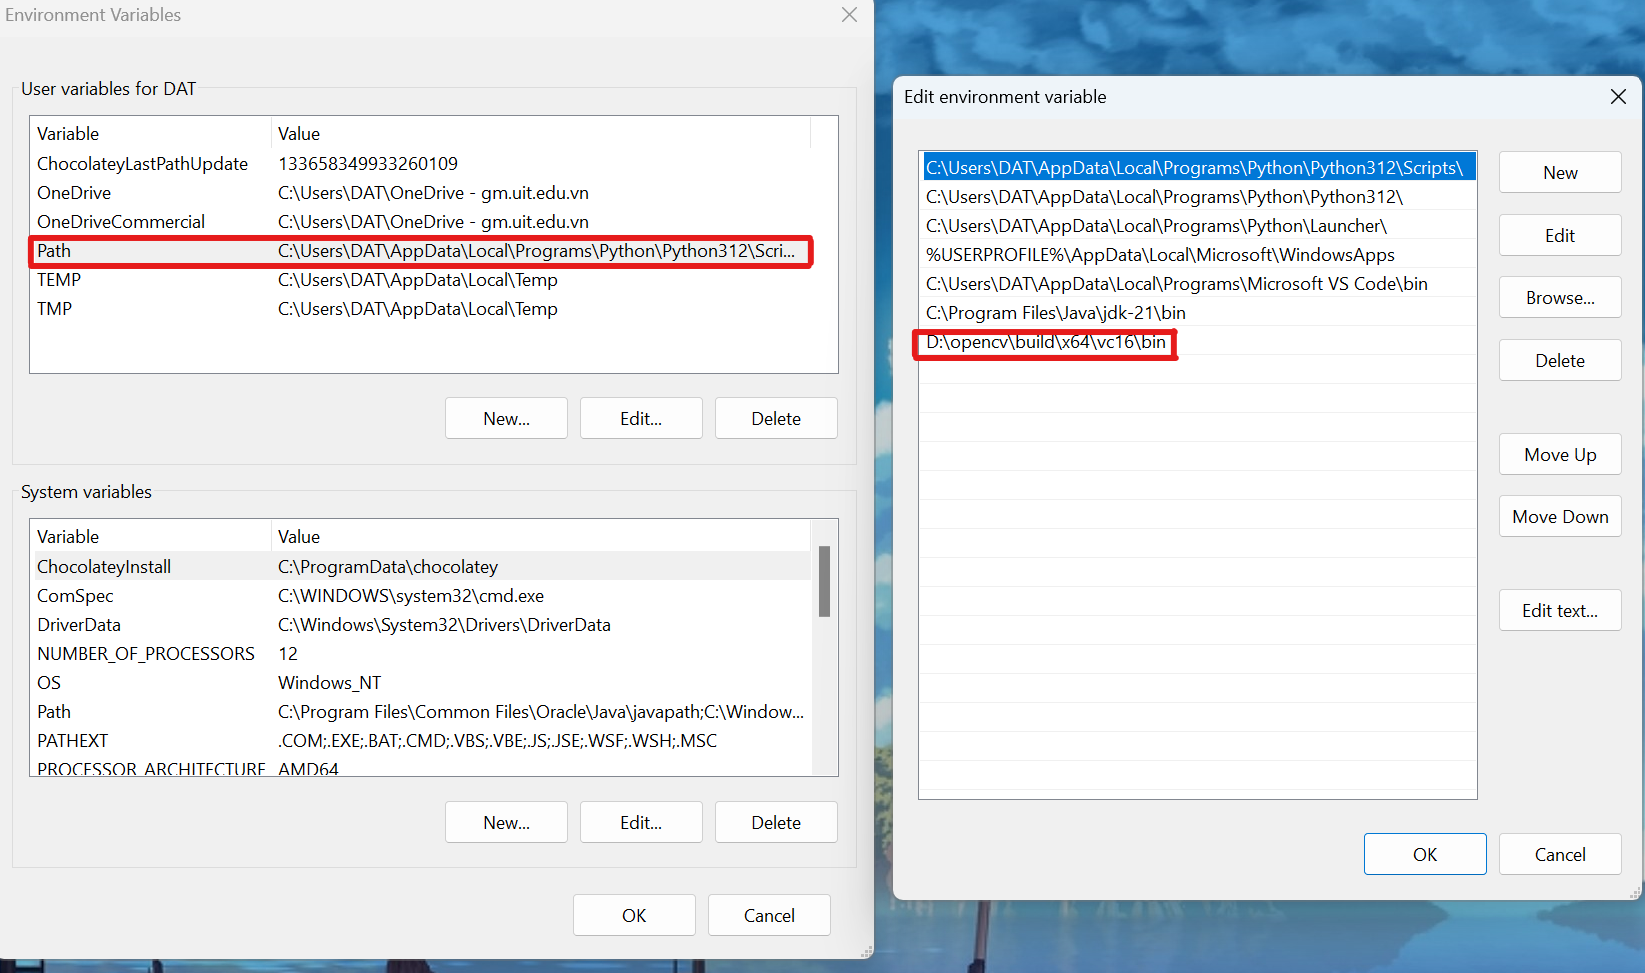 Environment Variables
User variables for DAT
Variable Value
ChocolateyLastPathUpdate 133658349933260109
OneDrive C:\Users\DAT\OneDrive - gm.uit.edu.vn
OneDriveCommercial C:\Users\DAT\OneDrive - gm.uit.edu.vn
Path C:\Users\DAT\AppData\Local\Programs\Python\Python312\Scri...
TEMP C:\Users\DAT\AppData\Local\Temp
TMP C:\Users\DAT\AppData\Local\Temp
New... Edit... Delete
System variables
Variable Value
ChocolateyInstall C:\ProgramData\chocolatey
ComSpec C:\WINDOWS\system32\cmd.exe
DriverData C:\Windows\System32\Drivers\DriverData
NUMBER_OF_PROCESSORS 12
OS Windows_NT
Path C:\Program Files\Common Files\Oracle\Java\javapath;C:\Window...
PATHEXT .COM;.EXE;.BAT;.CMD;.VBS;.VBE;.JS;.JSE;.WSF;.WSH;.MSC
PROCESSOR_ARCHITECTURE AMD64
New... Edit... Delete
OK Cancel
Edit environment variable
C:\Users\DAT\AppData\Local\Programs\Python\Python312\Scripts\
C:\Users\DAT\AppData\Local\Programs\Python\Python312\
C:\Users\DAT\AppData\Local\Programs\Python\Launcher\
%USERPROFILE%\AppData\Local\Microsoft\WindowsApps
C:\Users\DAT\AppData\Local\Programs\Microsoft VS Code\bin
C:\Program Files\Java\jdk-21\bin
D:\opencv\build\x64\vc16\bin
New
Edit
Browse...
Delete
Move Up
Move Down
Edit text...
OK Cancel